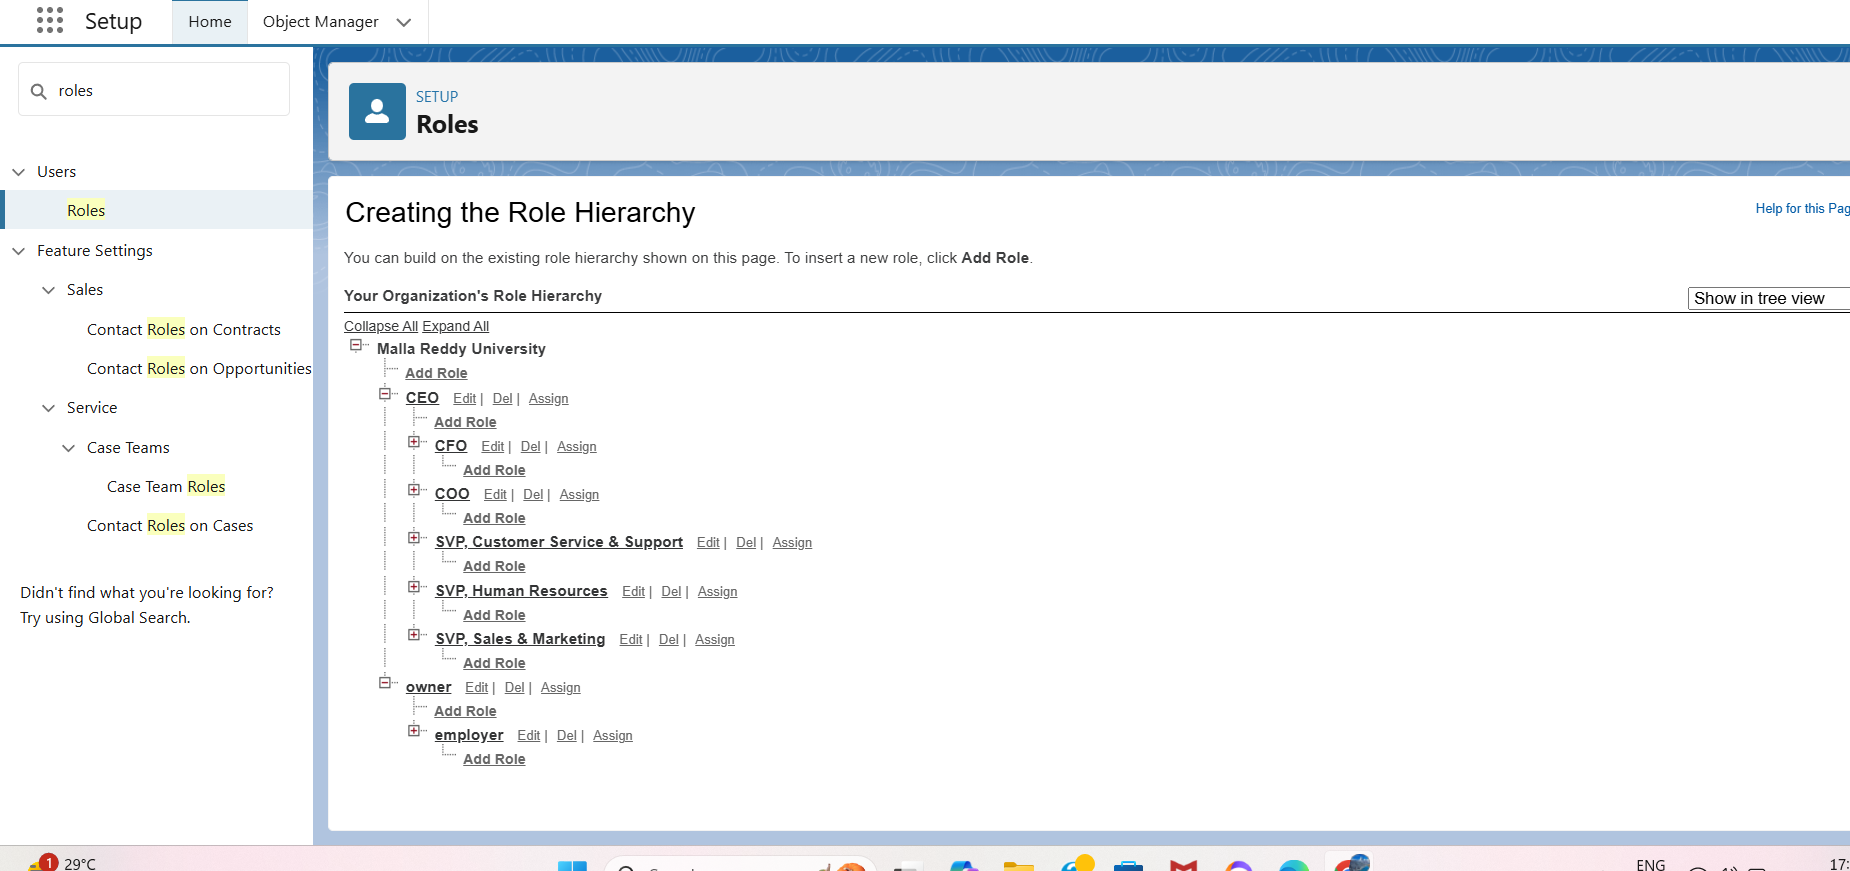 Setup
Home
Object Manager
roles
Users
Roles
Feature Settings
Sales
Contact Roles on Contracts
Contact Roles on Opportunities
Service
Case Teams
Case Team Roles
Contact Roles on Cases
Didn't find what you're looking for?
Try using Global Search.
SETUP
Roles
Creating the Role Hierarchy
Help for this Pag
You can build on the existing role hierarchy shown on this page. To insert a new role, click Add Role.
Your Organization's Role Hierarchy
Show in tree view
Collapse All Expand All
Malla Reddy University
Add Role
CEO Edit | Del | Assign
Add Role
CFO Edit | Del | Assign
Add Role
COO Edit | Del | Assign
Add Role
SVP, Customer Service & Support Edit | Del | Assign
Add Role
SVP, Human Resources Edit | Del | Assign
Add Role
SVP, Sales & Marketing Edit | Del | Assign
Add Role
owner Edit | Del | Assign
Add Role
employer Edit | Del | Assign
Add Role
1
29°C
ENG
17: